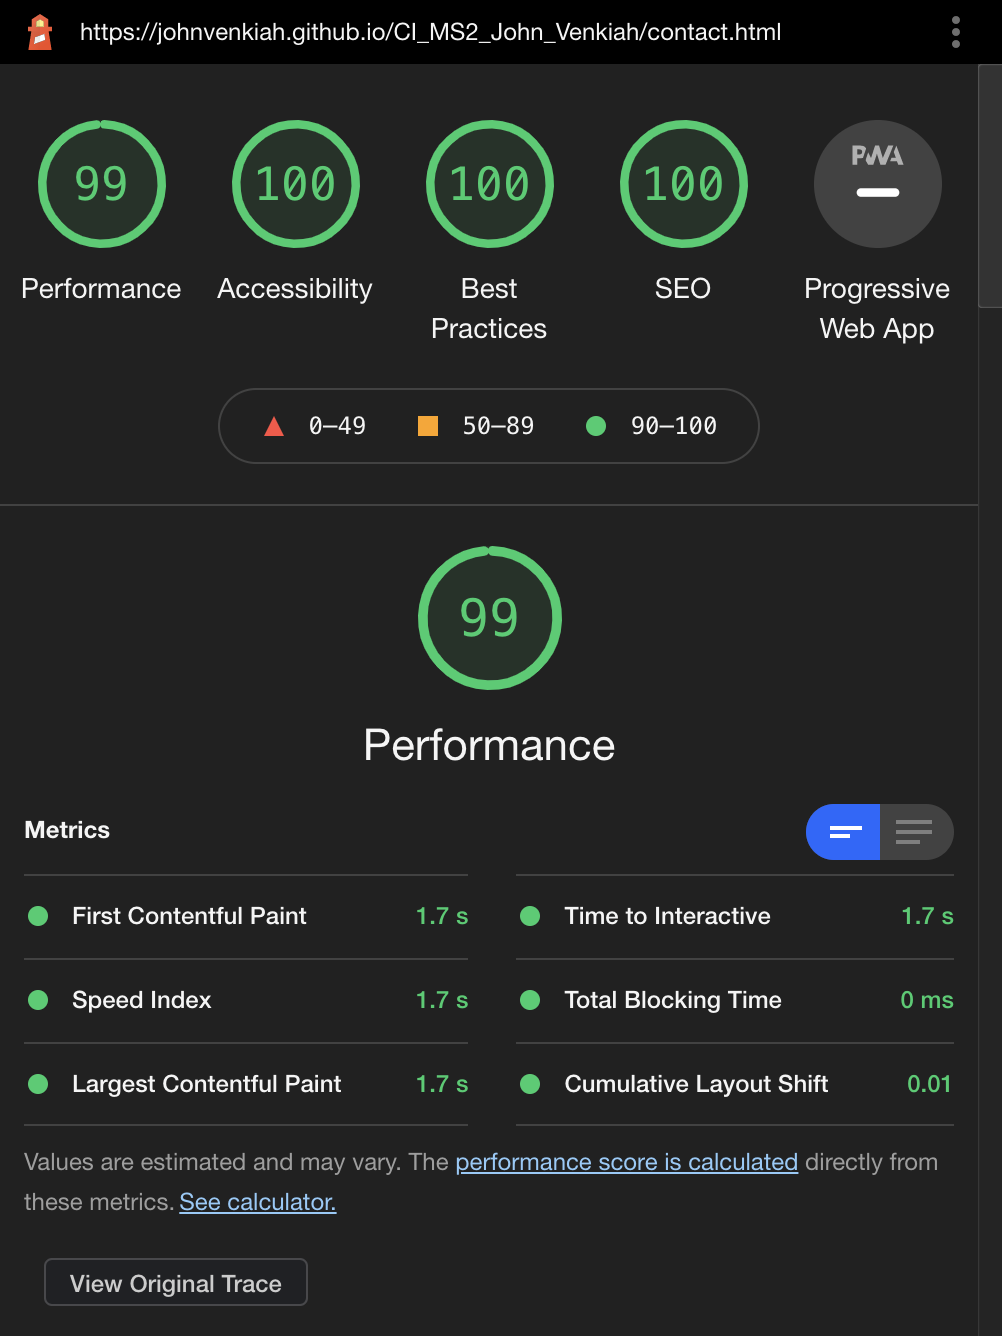 https://johnvenkiah.github.io/CI_MS2_John_Venkiah/contact.html
99
100
100
100
PWA
Performance
Accessibility
Best
Practices
SEO
Progressive
Web App
0–49
50–89
90–100
99
Performance
Metrics
First Contentful Paint 1.7 s
Time to Interactive 1.7 s
Speed Index 1.7 s
Total Blocking Time 0 ms
Largest Contentful Paint 1.7 s
Cumulative Layout Shift 0.01
Values are estimated and may vary. The performance score is calculated directly from
these metrics. See calculator.
View Original Trace